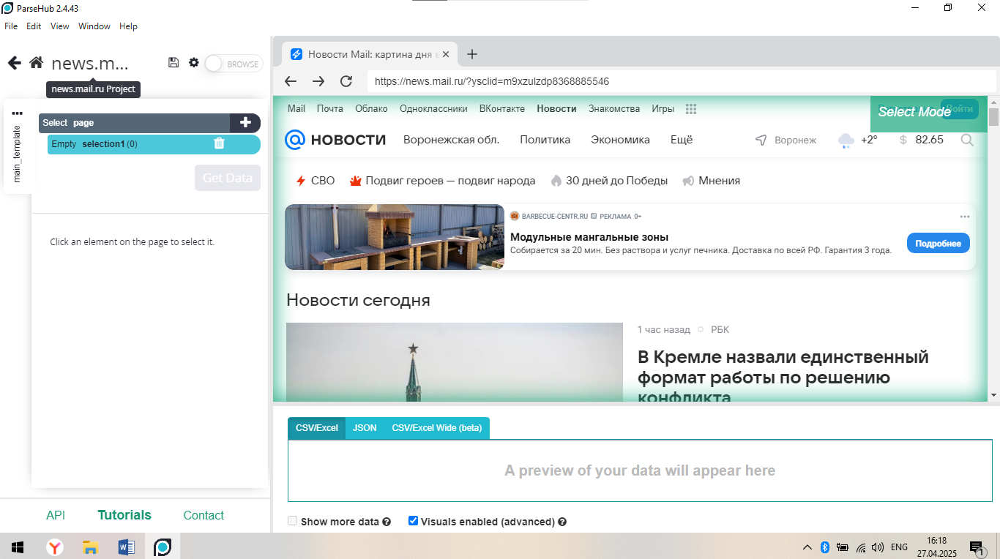 ParseHub 2.4.43
File Edit View Window Help
news.m...
BROWSE
news.mail.ru Project
main_template
Select page
Empty selection1 (0)
Get Data
Click an element on the page to select it.
API Tutorials Contact
Новости Mail: картина дня в
https://news.mail.ru/?ysclid=m9xzulzdp8368885546
Mail Почта Облако Одноклассники ВКонтакте Новости Знакомства Игры
Select Mode
Войти
НОВОСТИ Воронежская обл. Политика Экономика Ещё Воронеж +2° $ 82.65
СВО Подвиг героев — подвиг народа 30 дней до Победы Мнения
BARBECUE-CENTR.RU РЕКЛАМА 0+
Модульные мангальные зоны
Собирается за 20 мин. Без раствора и услуг печника. Доставка по всей РФ. Гарантия 3 года.
Подробнее
Новости сегодня
1 час назад РБК
В Кремле назвали единственный
формат работы по решению
конфликта
CSV/Excel JSON CSV/Excel Wide (beta)
A preview of your data will appear here
Show more data Visuals enabled (advanced)
ENG
16:18
27.04.2025
1